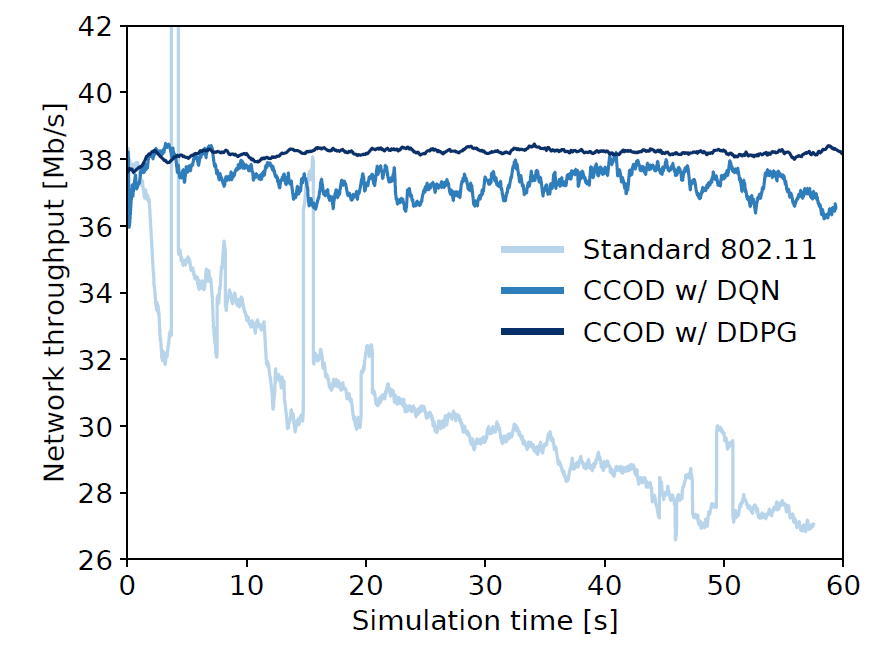 42
40
38
36
34
32
30
28
26
Network throughput [Mb/s]
Standard 802.11
CCOD w/ DQN
CCOD w/ DDPG
0 10 20 30 40 50 60
Simulation time [s]